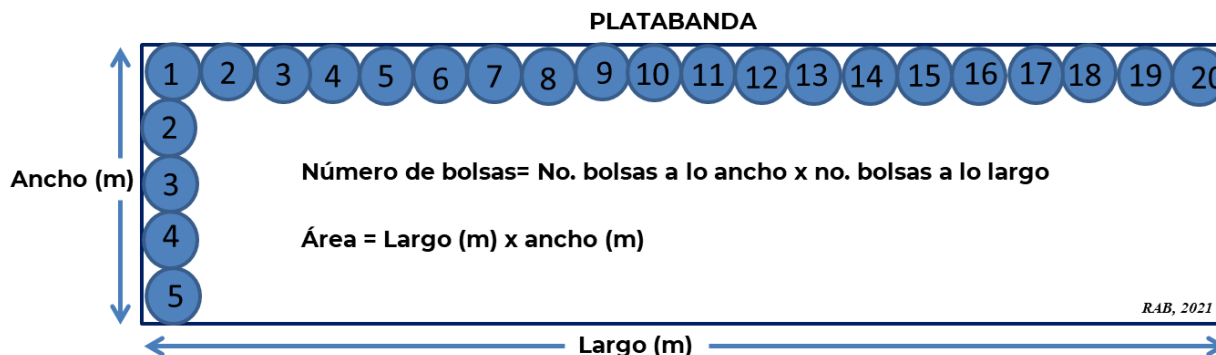 PLATABANDA
1 2 3 4 5 6 7 8 9 10 11 12 13 14 15 16 17 18 19 20
2
Ancho (m)
3
Número de bolsas= No. bolsas a lo ancho x no. bolsas a lo largo
4
Área = Largo (m) x ancho (m)
5
RAB, 2021
Largo (m)